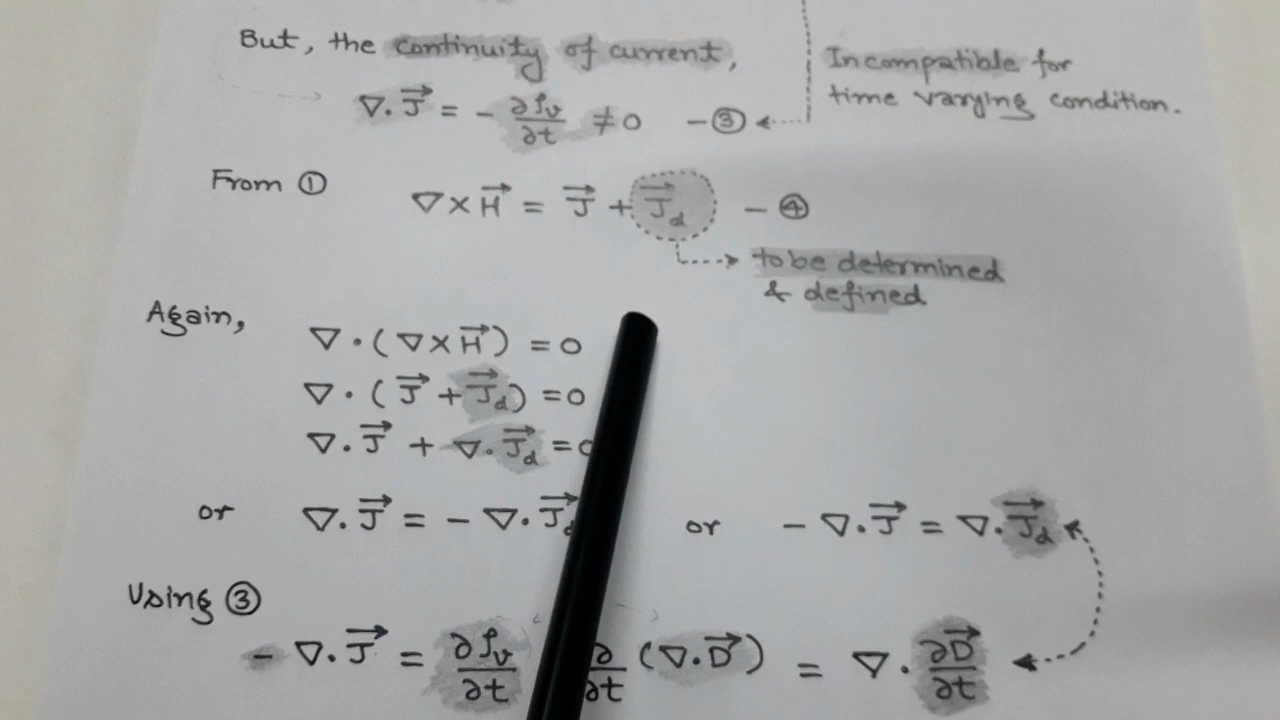 But, the continuity of current,
∇.J⃗ = - ∂ρᵥ/∂t ≠ 0 - ③
Incompatible for
time varying condition.
From ① ∇×H⃗ = J⃗ + J⃗d - ④
to be determined
& defined
Again,
∇.(∇×H⃗) = 0
∇.(J⃗ + J⃗d) = 0
∇.J⃗ + ∇.J⃗d = 0
or ∇.J⃗ = - ∇.J⃗d or - ∇.J⃗ = ∇.J⃗d
Using ③
- ∇.J⃗ = ∂ρᵥ/∂t ∂/∂t (∇.D⃗) = ∇.∂D⃗/∂t